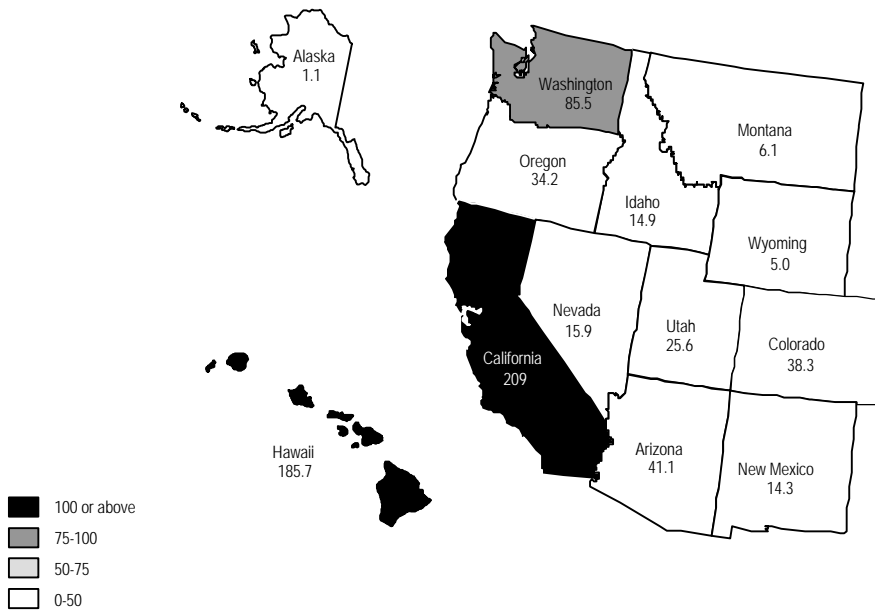 Alaska
1.1
Washington
85.5
Montana
6.1
Oregon
34.2
Idaho
14.9
Wyoming
5.0
Nevada
15.9
Utah
25.6
Colorado
38.3
California
209
Arizona
41.1
New Mexico
14.3
Hawaii
185.7
100 or above
75-100
50-75
0-50